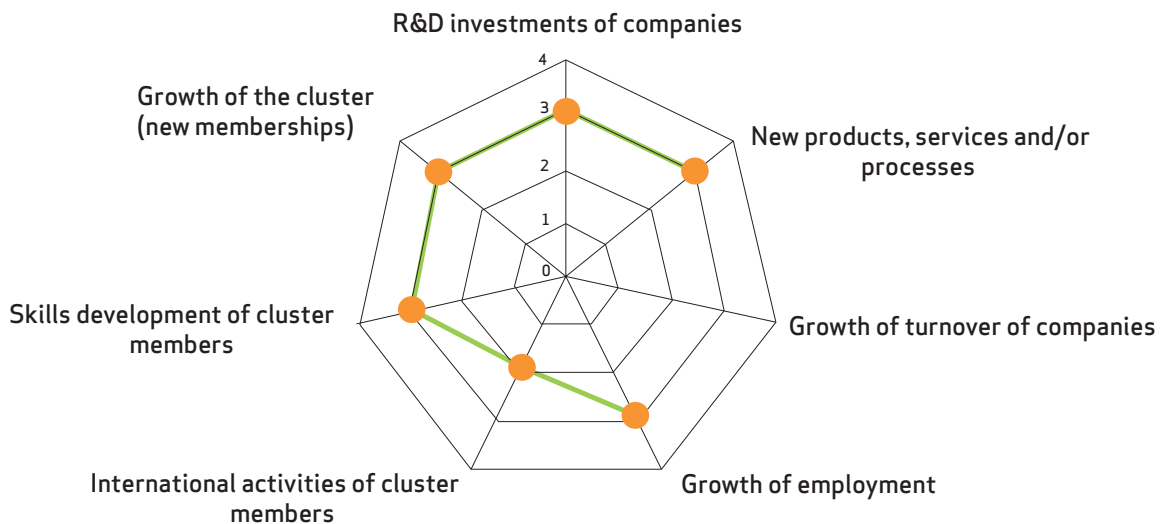 R&D investments of companies
4
Growth of the cluster
(new memberships)
3
New products, services and/or
processes
2
1
0
Skills development of cluster
members
Growth of turnover of companies
International activities of cluster
members
Growth of employment